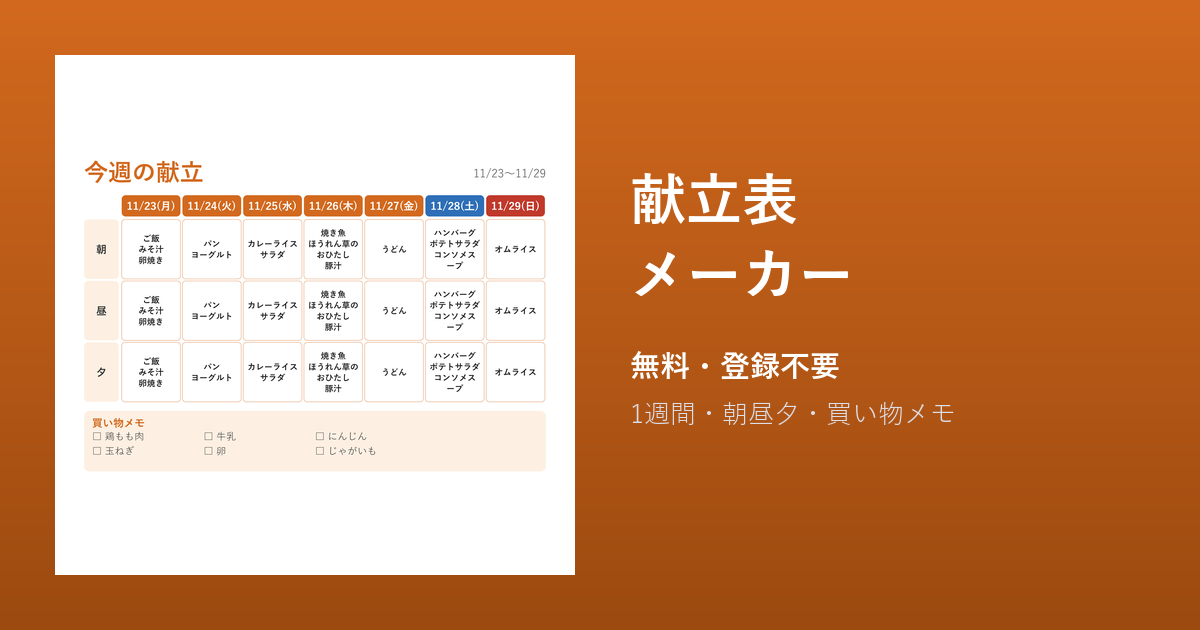 今週の献立
11/23〜11/29
11/23(月) 11/24(火) 11/25(水) 11/26(木) 11/27(金) 11/28(土) 11/29(日)
朝
ご飯
みそ汁
卵焼き
パン
ヨーグルト
カレーライス
サラダ
焼き魚
ほうれん草の
おひたし
豚汁
うどん
ハンバーグ
ポテトサラダ
コンソメス
ープ
オムライス
昼
ご飯
みそ汁
卵焼き
パン
ヨーグルト
カレーライス
サラダ
焼き魚
ほうれん草の
おひたし
豚汁
うどん
ハンバーグ
ポテトサラダ
コンソメス
ープ
オムライス
夕
ご飯
みそ汁
卵焼き
パン
ヨーグルト
カレーライス
サラダ
焼き魚
ほうれん草の
おひたし
豚汁
うどん
ハンバーグ
ポテトサラダ
コンソメス
ープ
オムライス
買い物メモ
□ 鶏もも肉 □ 牛乳 □ にんじん
□ 玉ねぎ □ 卵 □ じゃがいも
献立表
メーカー
無料・登録不要
1週間・朝昼夕・買い物メモ